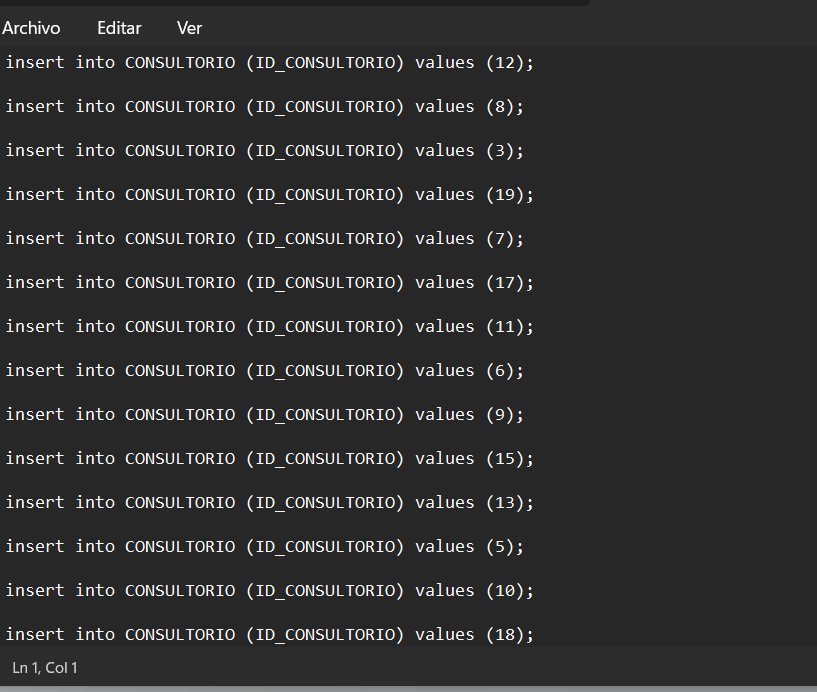 Archivo Editar Ver
insert into CONSULTORIO (ID_CONSULTORIO) values (12);
insert into CONSULTORIO (ID_CONSULTORIO) values (8);
insert into CONSULTORIO (ID_CONSULTORIO) values (3);
insert into CONSULTORIO (ID_CONSULTORIO) values (19);
insert into CONSULTORIO (ID_CONSULTORIO) values (7);
insert into CONSULTORIO (ID_CONSULTORIO) values (17);
insert into CONSULTORIO (ID_CONSULTORIO) values (11);
insert into CONSULTORIO (ID_CONSULTORIO) values (6);
insert into CONSULTORIO (ID_CONSULTORIO) values (9);
insert into CONSULTORIO (ID_CONSULTORIO) values (15);
insert into CONSULTORIO (ID_CONSULTORIO) values (13);
insert into CONSULTORIO (ID_CONSULTORIO) values (5);
insert into CONSULTORIO (ID_CONSULTORIO) values (10);
insert into CONSULTORIO (ID_CONSULTORIO) values (18);
Ln 1, Col 1